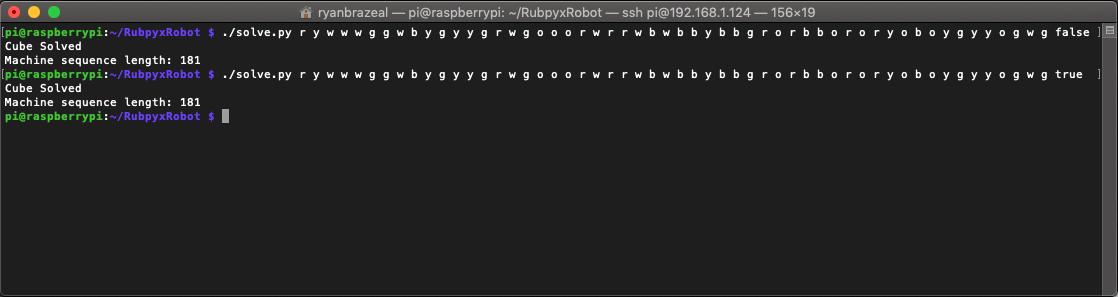 ryanbrazeal — pi@raspberrypi: ~/RubpyxRobot — ssh pi@192.168.1.124 — 156×19
[pi@raspberrypi:~/RubpyxRobot $ ./solve.py r y w w w g g w b y g y y g r w g o o o r w r r w b w b b y b b g r o r b b o r o r y o b o y g y y o g w g false ]
Cube Solved
Machine sequence length: 181
[pi@raspberrypi:~/RubpyxRobot $ ./solve.py r y w w w g g w b y g y y g r w g o o o r w r r w b w b b y b b g r o r b b o r o r y o b o y g y y o g w g true ]
Cube Solved
Machine sequence length: 181
pi@raspberrypi:~/RubpyxRobot $